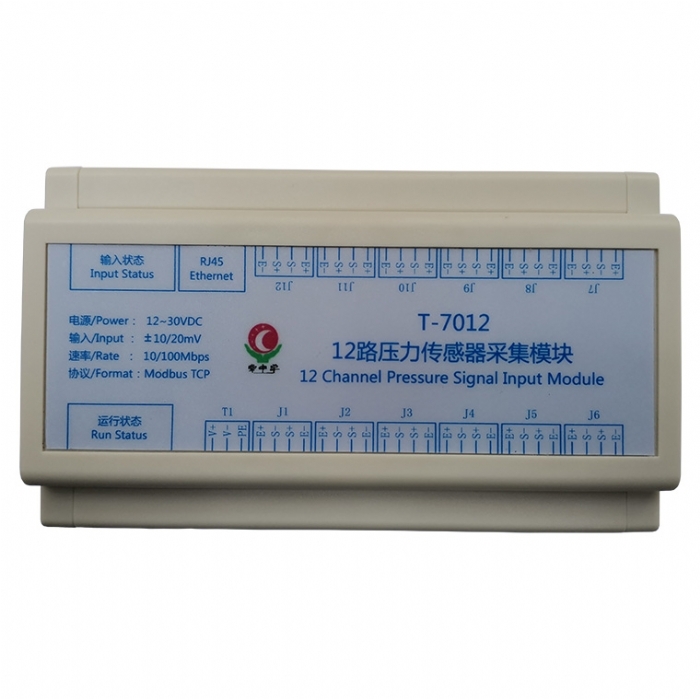 输入状态
Input Status
RJ45
Ethernet
E- S+ S- E+ E- S+ S- E+ E- S+ S- E+ E- S+ S- E+ E- S+ S- E+ E- S+ S- E+
J12 J11 J10 J9 J8 J7
电源/Power: 12~30VDC
输入/Input: ±10/20mV
速率/Rate: 10/100Mbps
协议/Format: Modbus TCP
T-7012
12路压力传感器采集模块
12 Channel Pressure Signal Input Module
运行状态
Run Status
T1 J1 J2 J3 J4 J5 J6
V+ V- PE